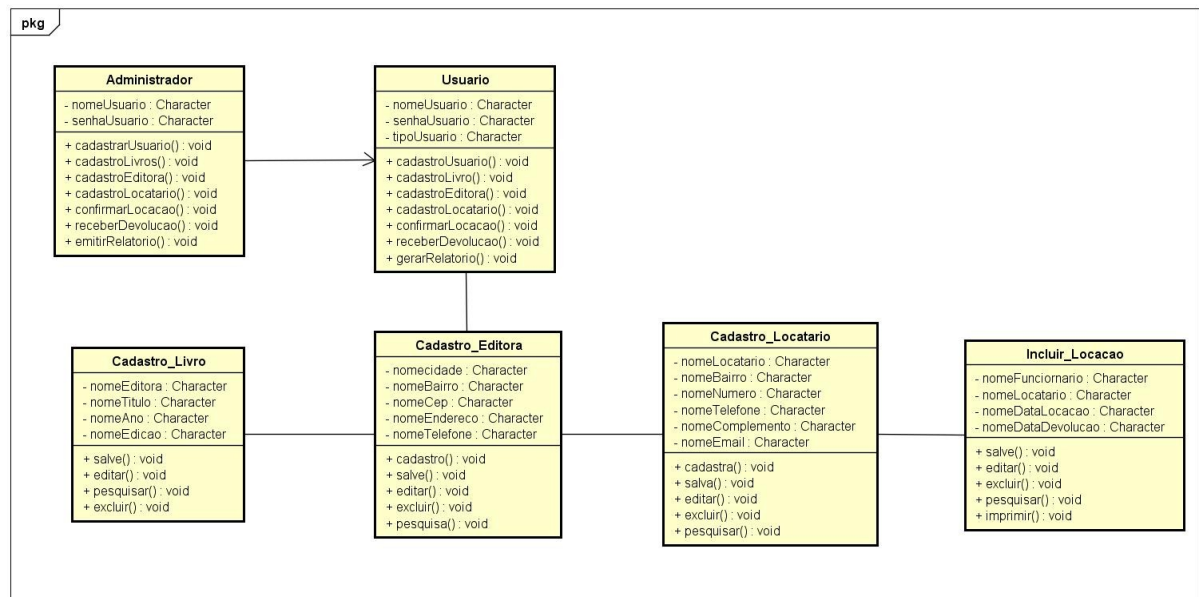 pkg
Administrador
- nomeUsuario : Character
- senhaUsuario : Character
+ cadastrarUsuario() : void
+ cadastroLivros() : void
+ cadastroEditora() : void
+ cadastroLocatario() : void
+ confirmarLocacao() : void
+ receberDevolucao() : void
+ emitirRelatorio() : void
Usuario
- nomeUsuario : Character
- senhaUsuario : Character
- tipoUsuario : Character
+ cadastroUsuario() : void
+ cadastroLivro() : void
+ cadastroEditora() : void
+ cadastroLocatario() : void
+ confirmarLocacao() : void
+ receberDevolucao() : void
+ gerarRelatorio() : void
Cadastro_Livro
- nomeEditora : Character
- nomeTitulo : Character
- nomeAno : Character
- nomeEdicao : Character
+ salve() : void
+ editar() : void
+ pesquisar() : void
+ excluir() : void
Cadastro_Editora
- nomecidade : Character
- nomeBairro : Character
- nomeCep : Character
- nomeEndereco : Character
- nomeTelefone : Character
+ cadastro() : void
+ salve() : void
+ editar() : void
+ excluir() : void
+ pesquisa() : void
Cadastro_Locatario
- nomeLocatario : Character
- nomeBairro : Character
- nomeNumero : Character
- nomeTelefone : Character
- nomeComplemento : Character
- nomeEmail : Character
+ cadastra() : void
+ salva() : void
+ editar() : void
+ excluir() : void
+ pesquisar() : void
Incluir_Locacao
- nomeFunciornario : Character
- nomeLocatario : Character
- nomeDataLocacao : Character
- nomeDataDevolucao : Character
+ salve() : void
+ editar() : void
+ excluir() : void
+ pesquisar() : void
+ imprimir() : void